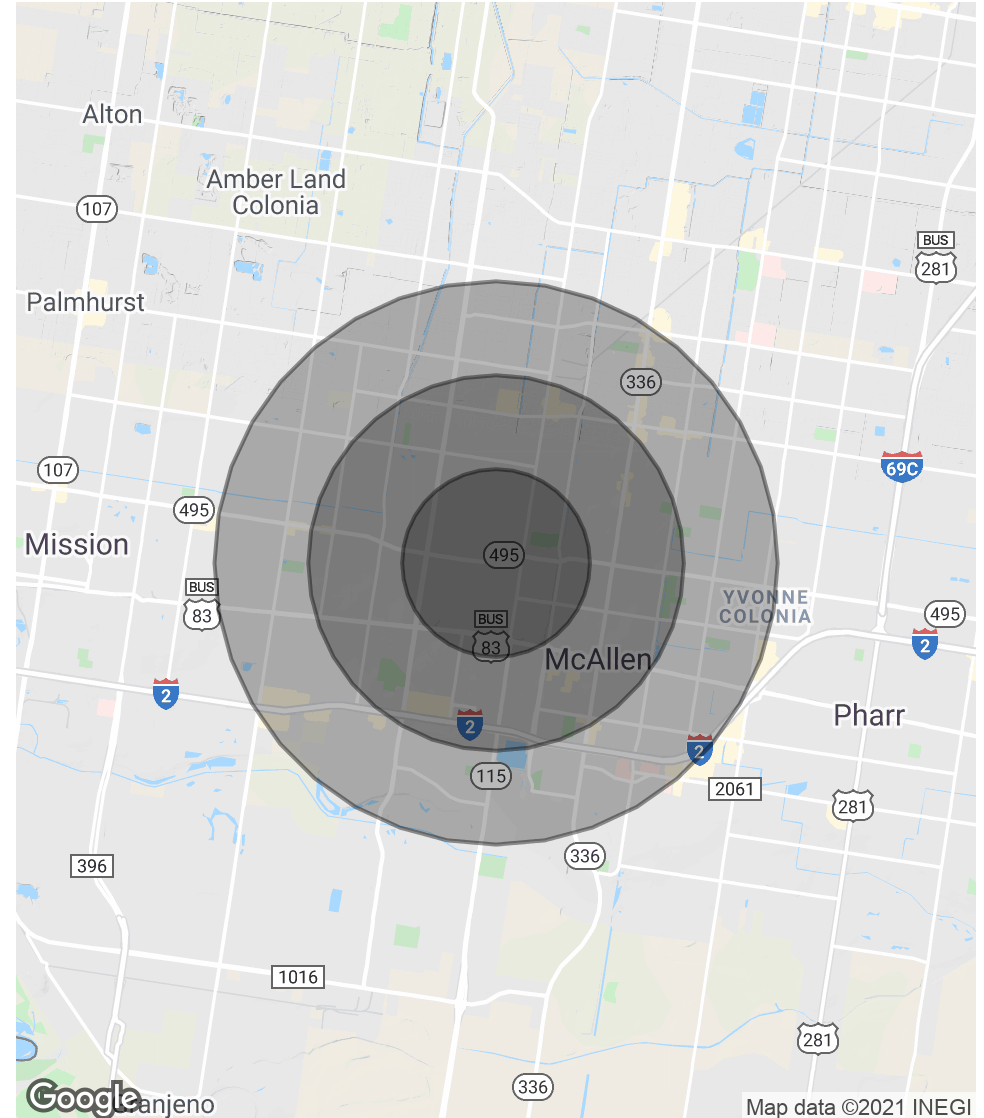 Alton
Amber Land
Colonia
107
BUS
281
Palmhurst
336
107
69C
495
Mission
495
BUS
83
YVONNE
COLONIA
495
BUS
83
2
McAllen
2
Pharr
2
2
115
2061
281
336
396
1016
281
336
Google
Granjeno
Map data ©2021 INEGI